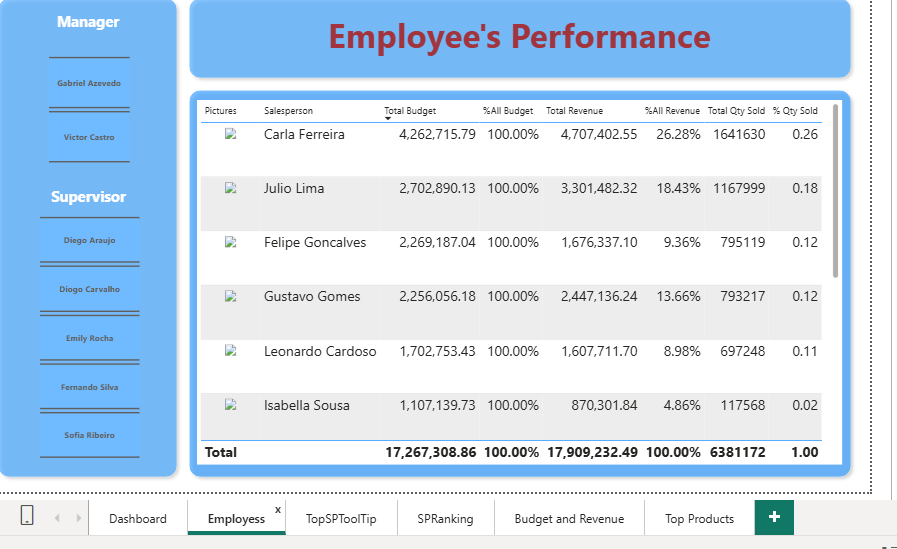 Manager
Gabriel Azevedo
Victor Castro
Supervisor
Diego Araujo
Diogo Carvalho
Emily Rocha
Fernando Silva
Sofia Ribeiro
Employee's Performance
Pictures Salesperson Total Budget %All Budget Total Revenue %All Revenue Total Qty Sold % Qty Sold
Carla Ferreira 4,262,715.79 100.00% 4,707,402.55 26.28% 1641630 0.26
Julio Lima 2,702,890.13 100.00% 3,301,482.32 18.43% 1167999 0.18
Felipe Goncalves 2,269,187.04 100.00% 1,676,337.10 9.36% 795119 0.12
Gustavo Gomes 2,256,056.18 100.00% 2,447,136.24 13.66% 793217 0.12
Leonardo Cardoso 1,702,753.43 100.00% 1,607,711.70 8.98% 697248 0.11
Isabella Sousa 1,107,139.73 100.00% 870,301.84 4.86% 117568 0.02
Total 17,267,308.86 100.00% 17,909,232.49 100.00% 6381172 1.00
Dashboard Employess x TopSPToolTip SPRanking Budget and Revenue Top Products +